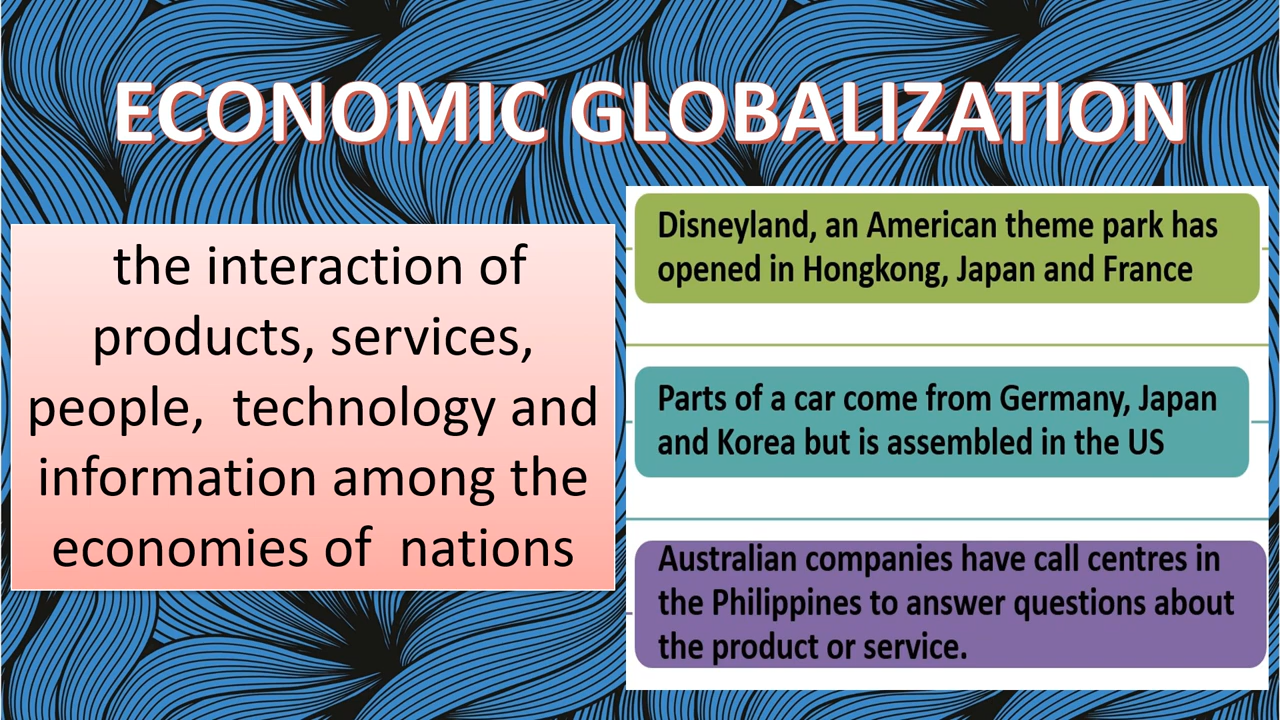 ECONOMIC GLOBALIZATION
the interaction of
products, services,
people, technology and
information among the
economies of nations
Disneyland, an American theme park has
opened in Hongkong, Japan and France
Parts of a car come from Germany, Japan
and Korea but is assembled in the US
Australian companies have call centres in
the Philippines to answer questions about
the product or service.